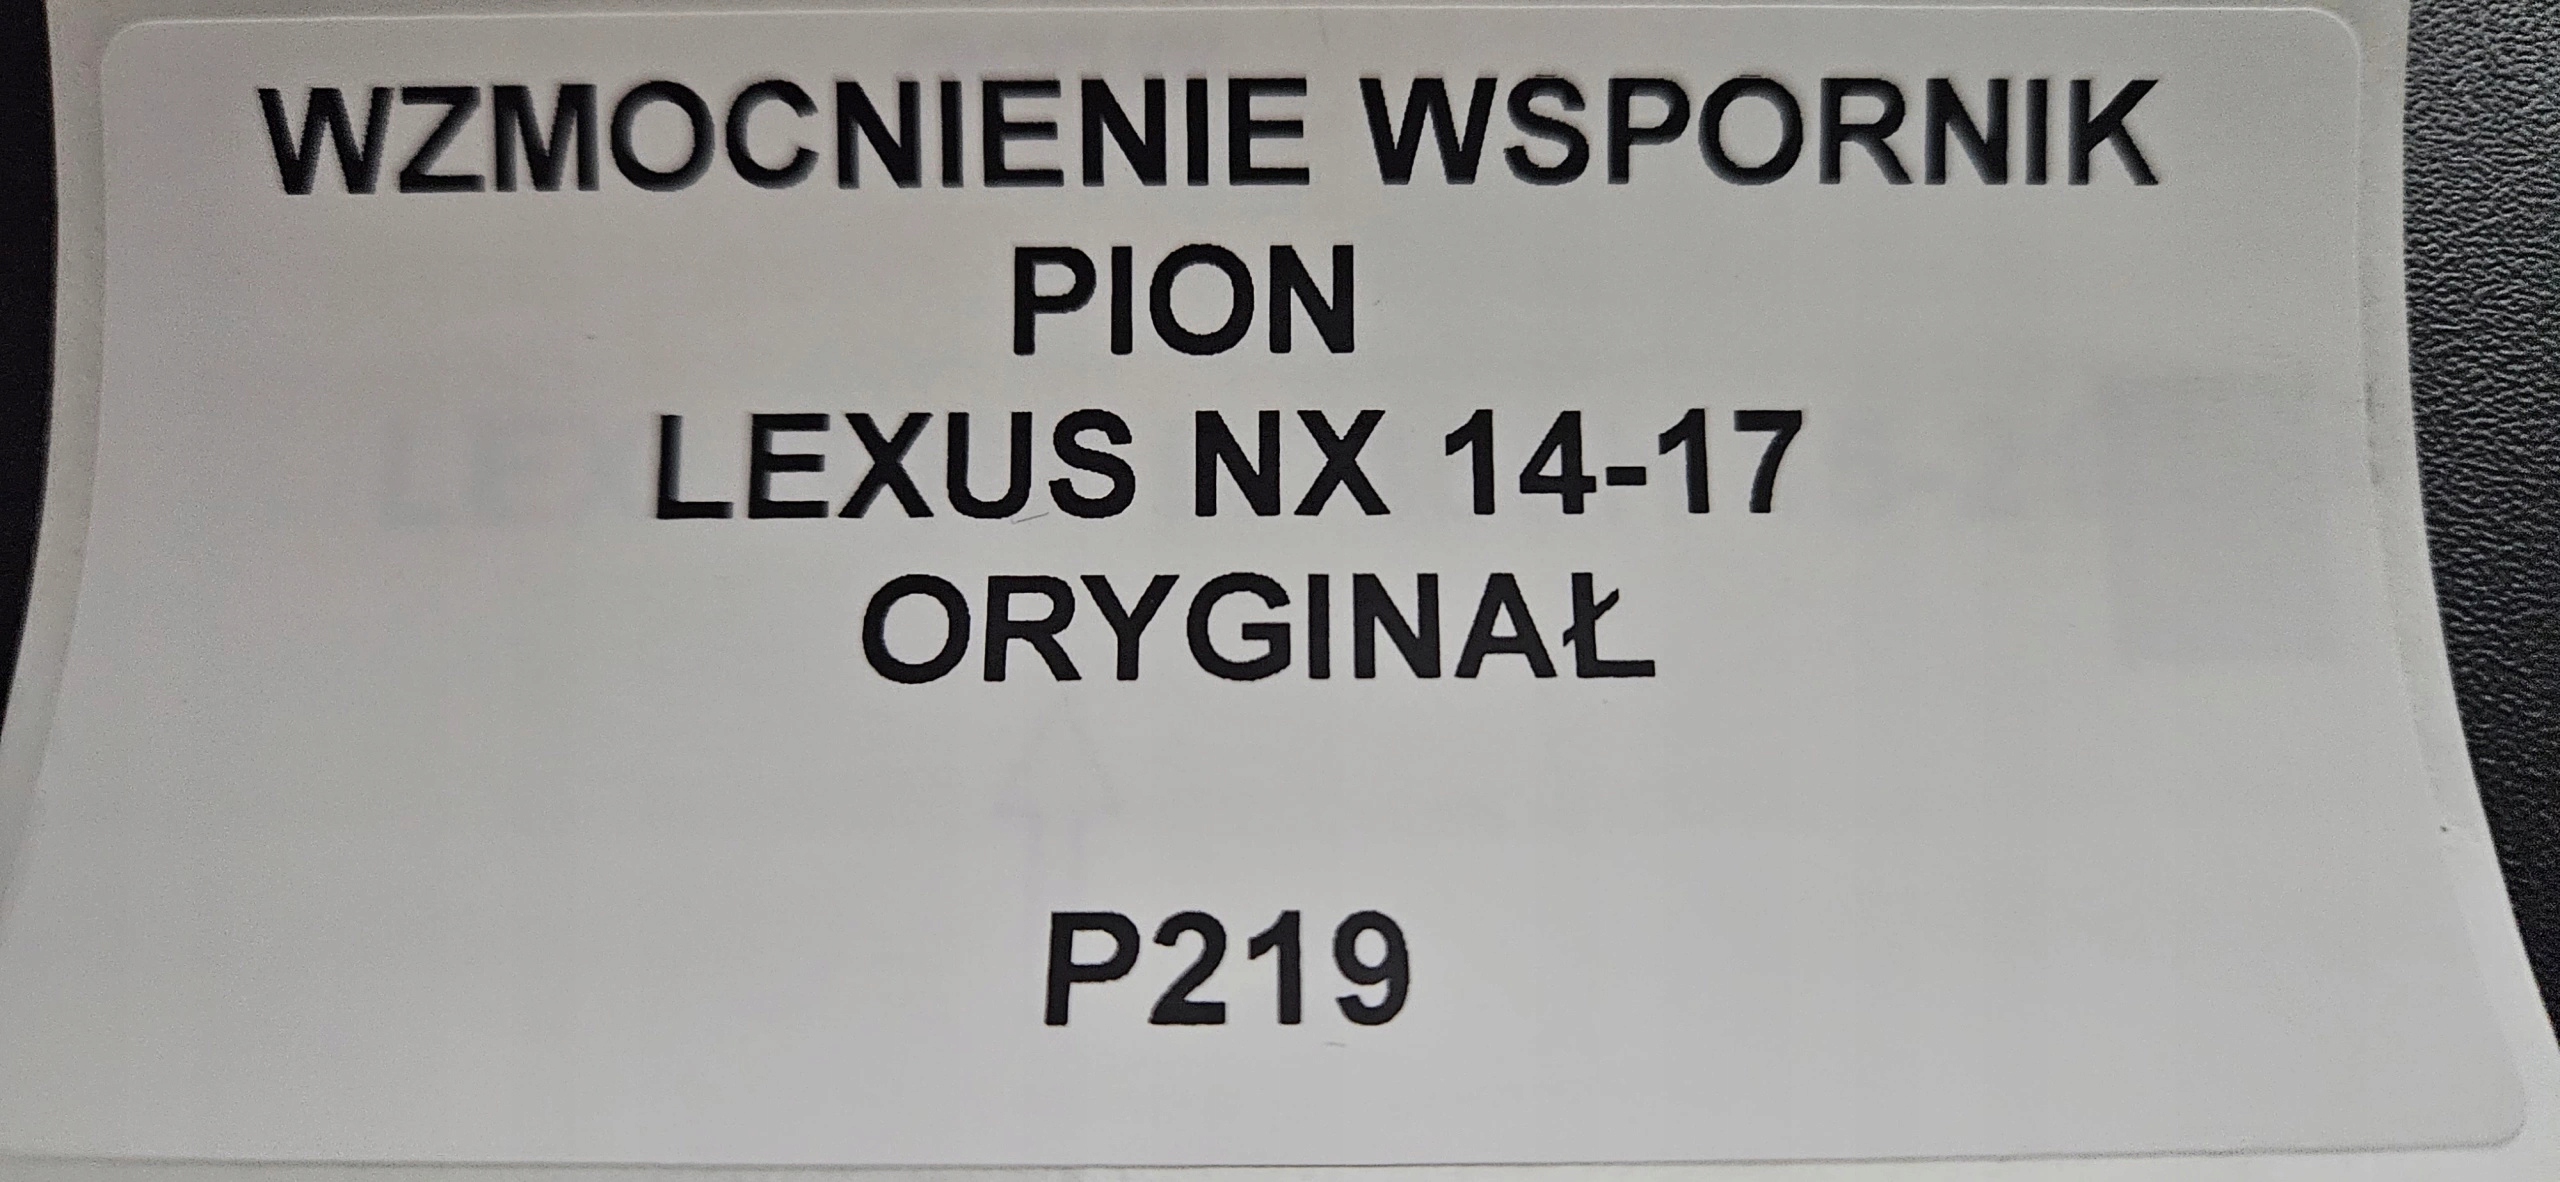 WZMOCNIENIE WSPORNIK
PION
LEXUS NX 14-17
ORYGINAŁ
P219